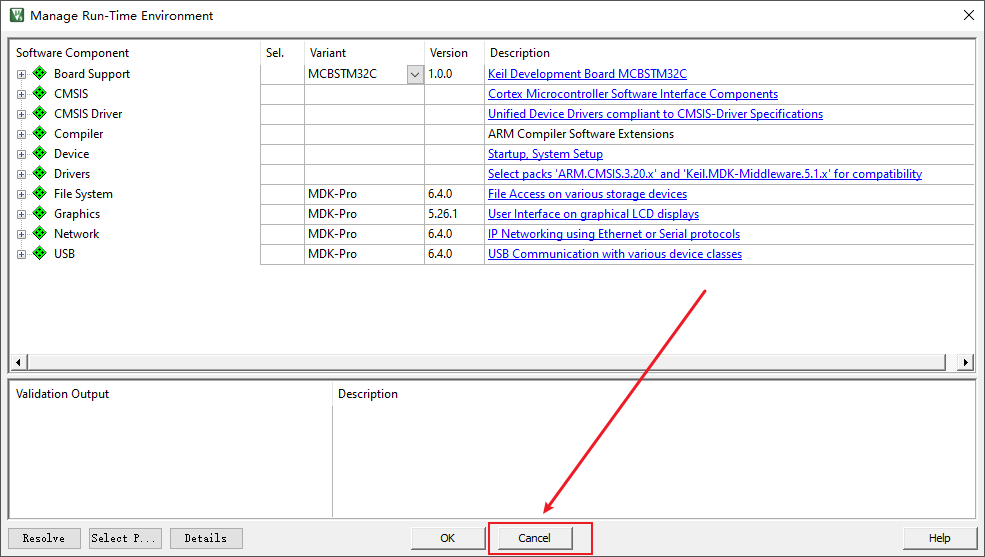 Manage Run-Time Environment
Software Component Sel. Variant Version Description
Board Support MCBSTM32C 1.0.0 Keil Development Board MCBSTM32C
CMSIS Cortex Microcontroller Software Interface Components
CMSIS Driver Unified Device Drivers compliant to CMSIS-Driver Specifications
Compiler ARM Compiler Software Extensions
Device Startup, System Setup
Drivers Select packs 'ARM.CMSIS.3.20.x' and 'Keil.MDK-Middleware.5.1.x' for compatibility
File System MDK-Pro 6.4.0 File Access on various storage devices
Graphics MDK-Pro 5.26.1 User Interface on graphical LCD displays
Network MDK-Pro 6.4.0 IP Networking using Ethernet or Serial protocols
USB MDK-Pro 6.4.0 USB Communication with various device classes
Validation Output Description
Resolve Select P... Details OK Cancel Help